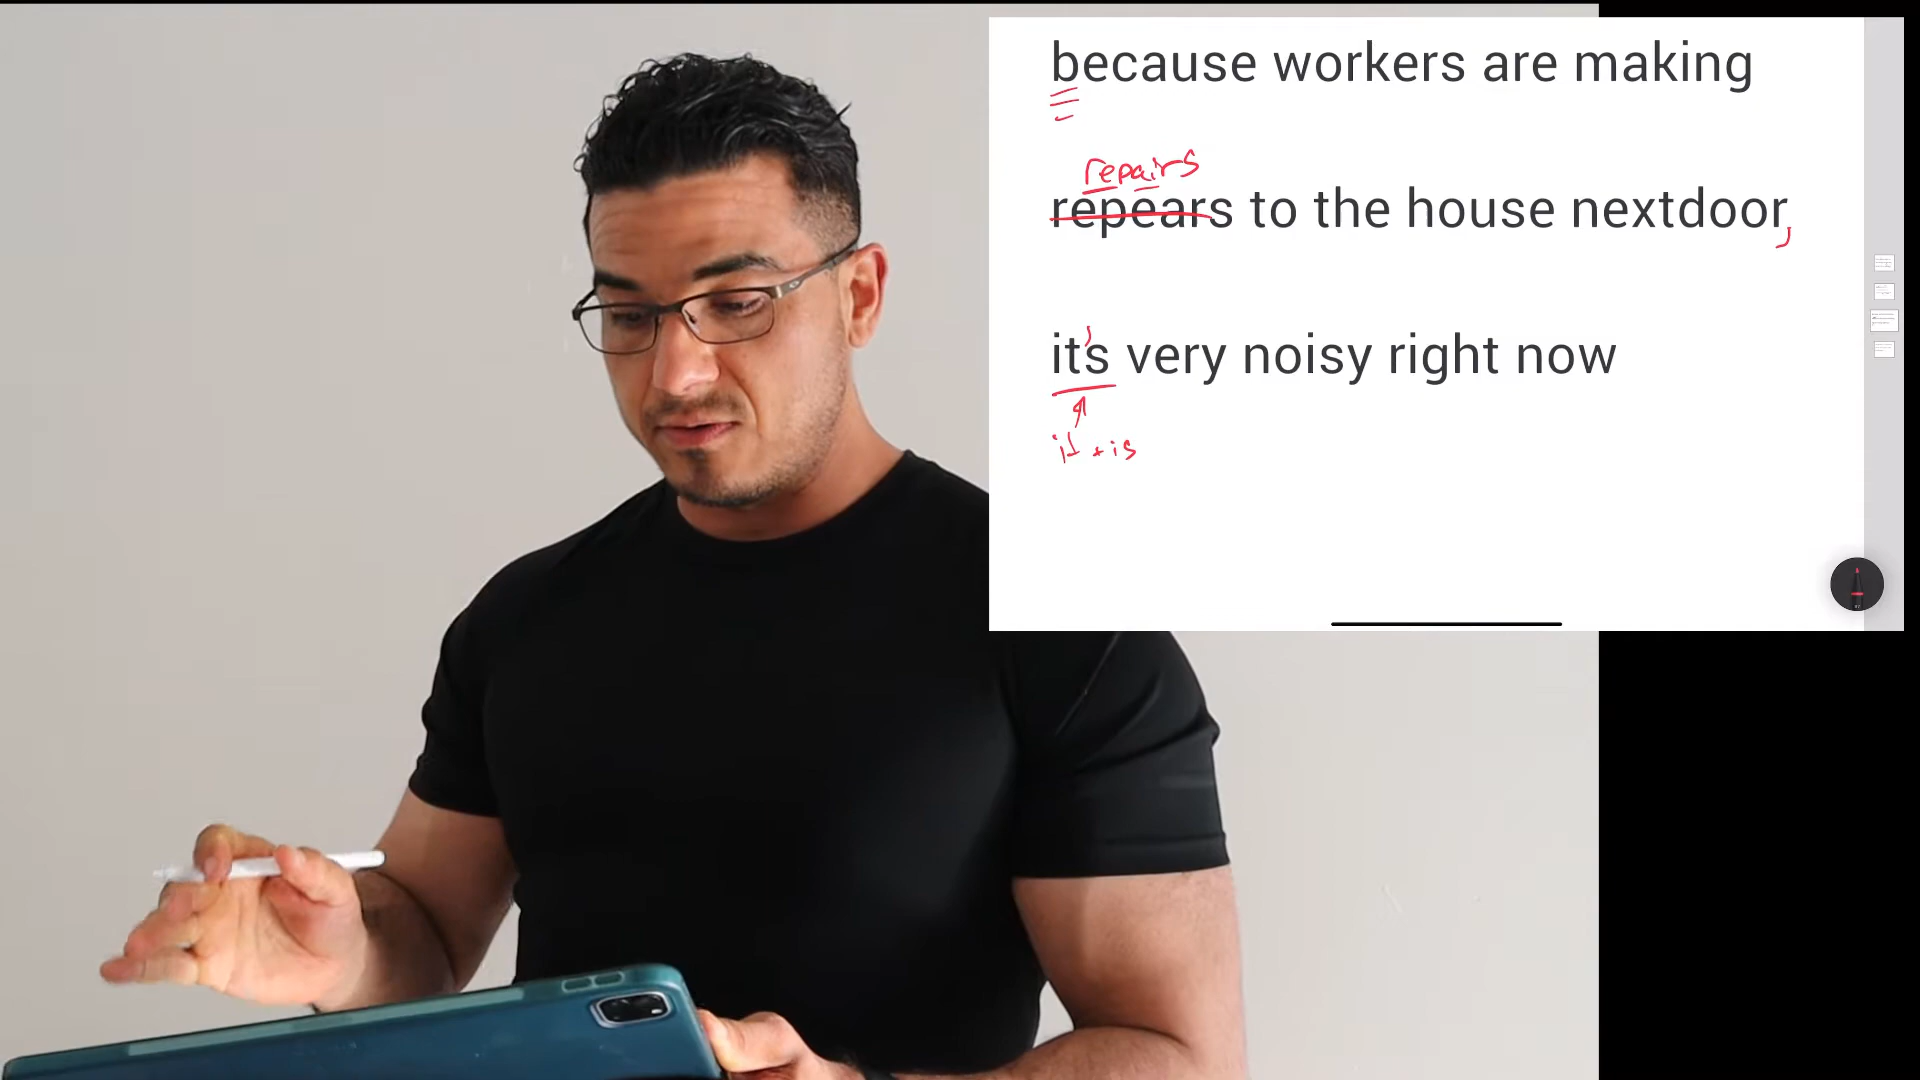 because workers are making
repairs
repears to the house nextdoor,
it's very noisy right now
it + is